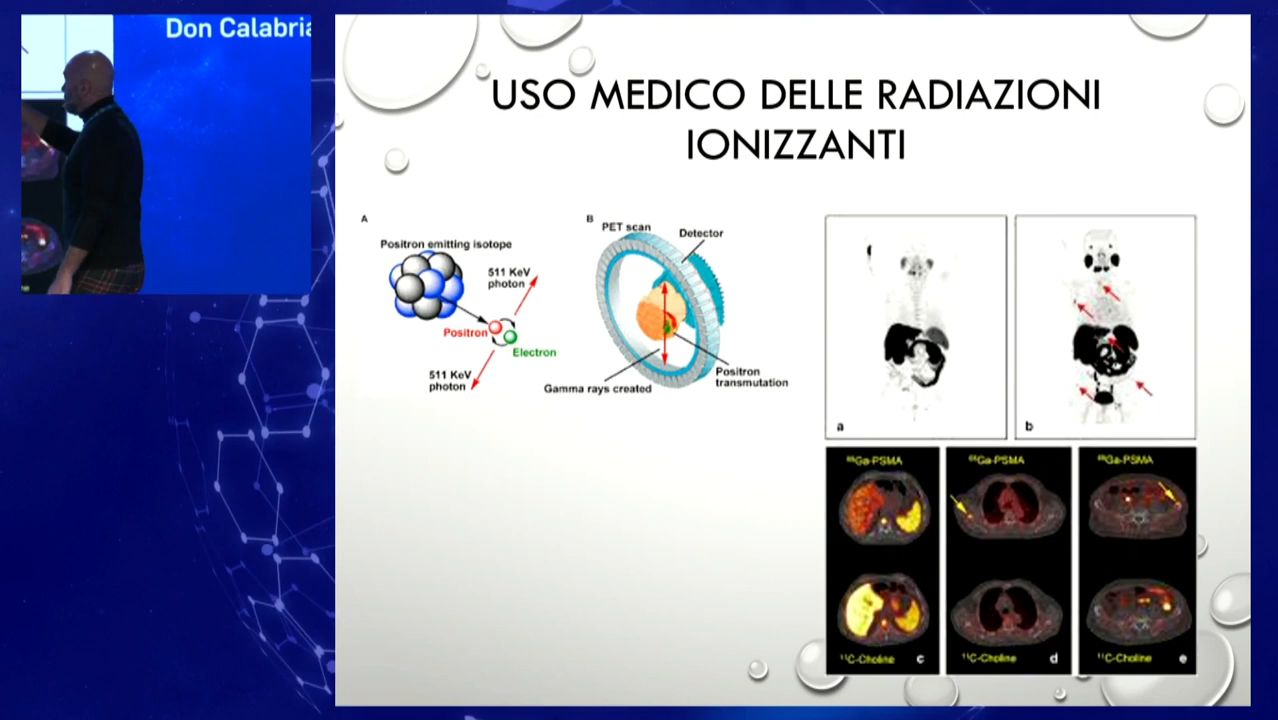 Don Calabria
USO MEDICO DELLE RADIAZIONI
IONIZZANTI
A
Positron emitting isotope
511 KeV
photon
Positron
Electron
511 KeV
photon
B
PET scan
Detector
Gamma rays created
Positron
transmutation
a
b
⁶⁸Ga-PSMA
⁶⁸Ga-PSMA
⁶⁸Ga-PSMA
¹¹C-Choline c
¹¹C-Choline d
¹¹C-Choline e